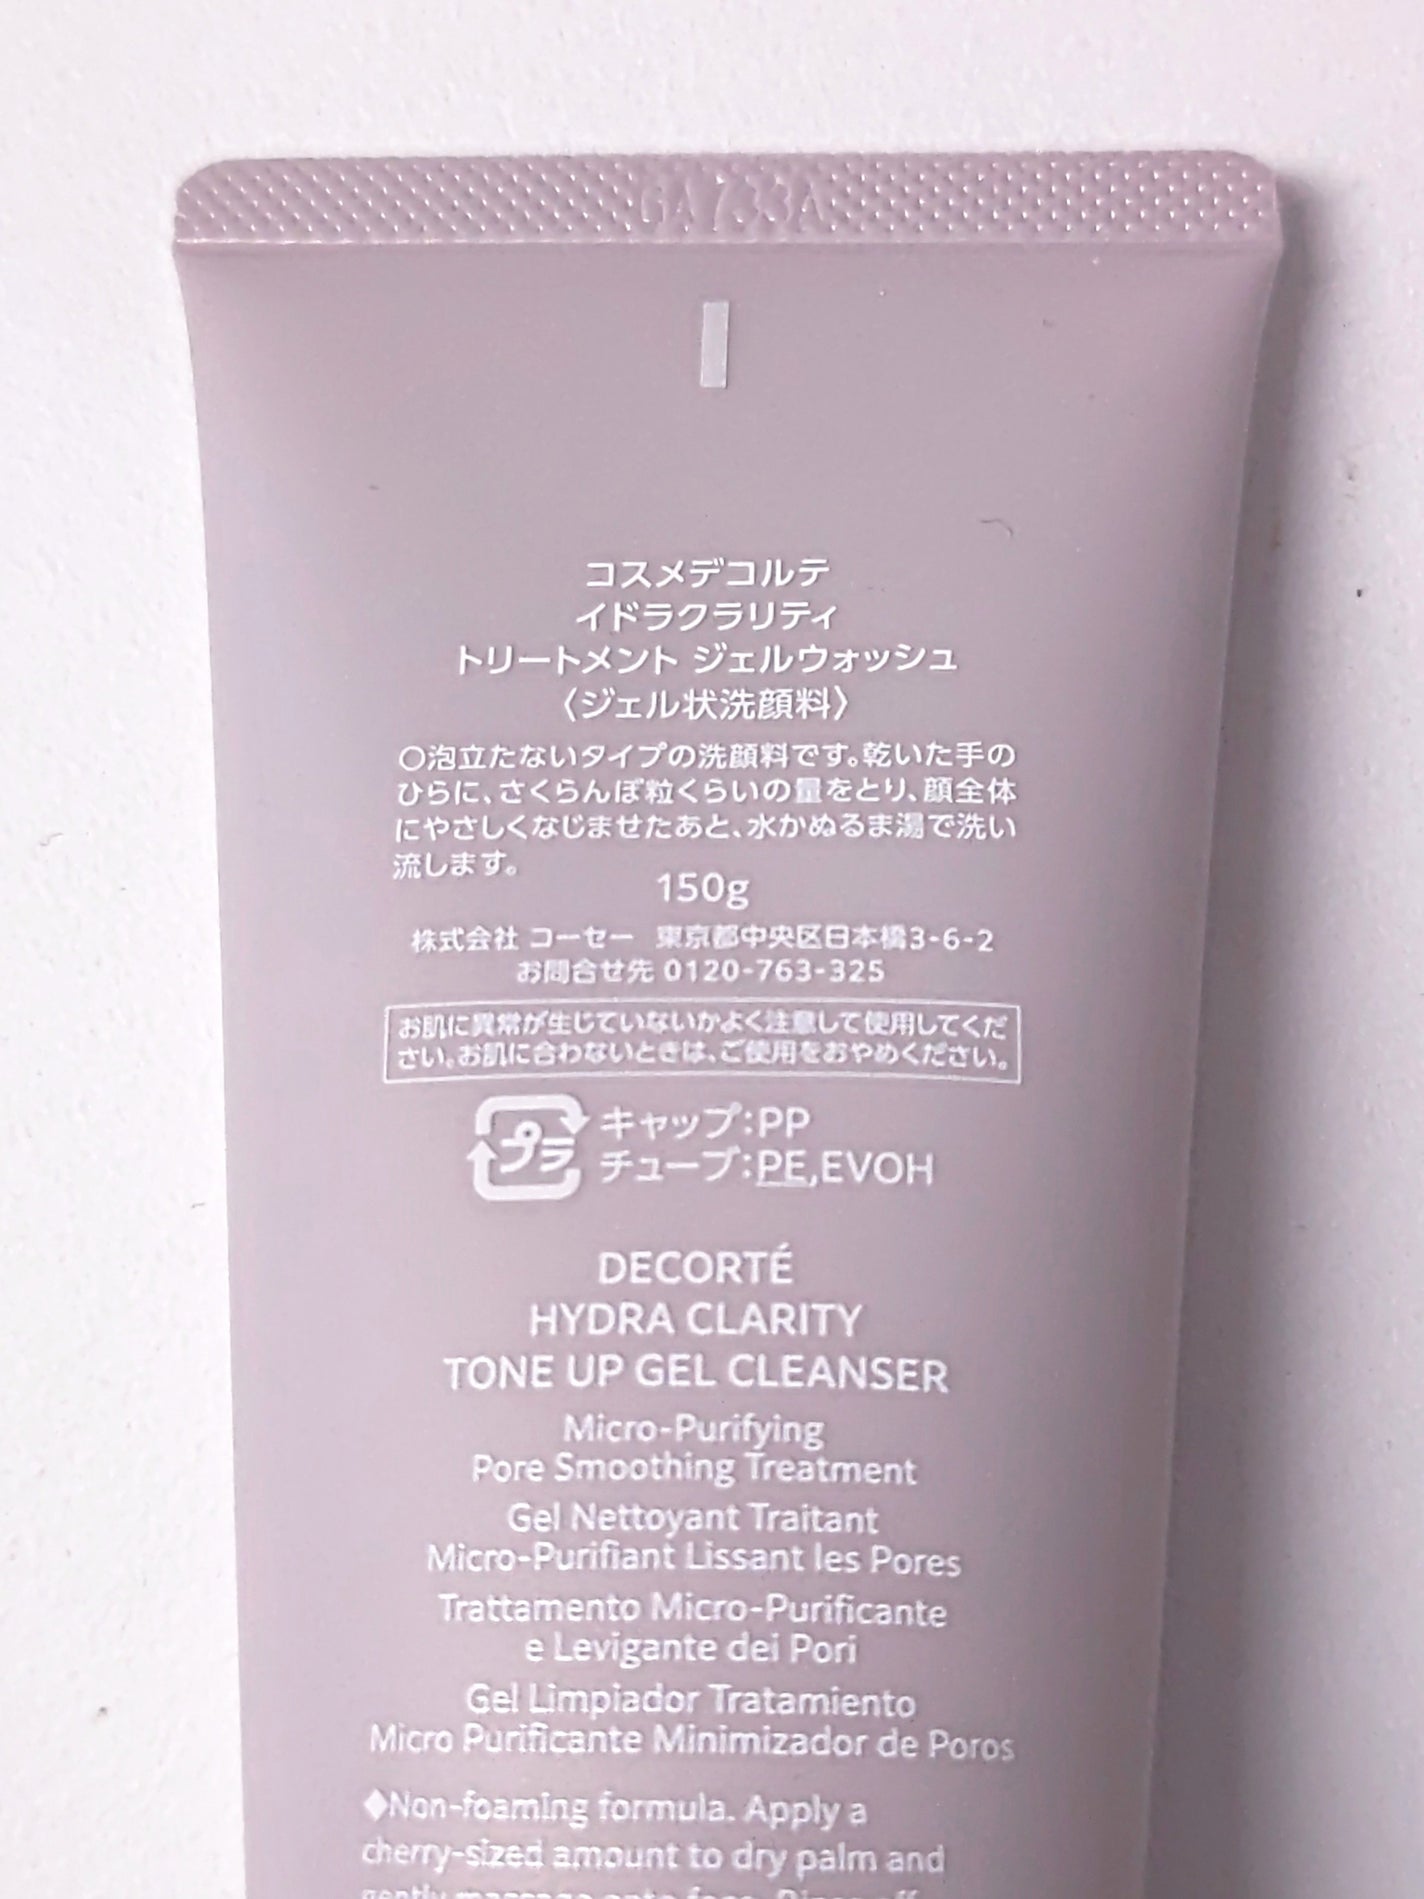 GA733A
コスメデコルテ
イドラクラリティ
トリートメント ジェルウォッシュ
〈ジェル状洗顔料〉
○泡立たないタイプの洗顔料です。乾いた手の
ひらに、さくらんぼ粒くらいの量をとり、顔全体
にやさしくなじませたあと、水かぬるま湯で洗い
流します。
150g
株式会社 コーセー 東京都中央区日本橋3-6-2
お問合せ先 0120-763-325
お肌に異常が生じていないかよく注意して使用してくだ
さい。お肌に合わないときは、ご使用をおやめください。
プラ キャップ:PP
チューブ:PE,EVOH
DECORTÉ
HYDRA CLARITY
TONE UP GEL CLEANSER
Micro-Purifying
Pore Smoothing Treatment
Gel Nettoyant Traitant
Micro-Purifiant Lissant les Pores
Trattamento Micro-Purificante
e Levigante dei Pori
Gel Limpiador Tratamiento
Micro Purificante Minimizador de Poros
◆Non-foaming formula. Apply a
cherry-sized amount to dry palm and